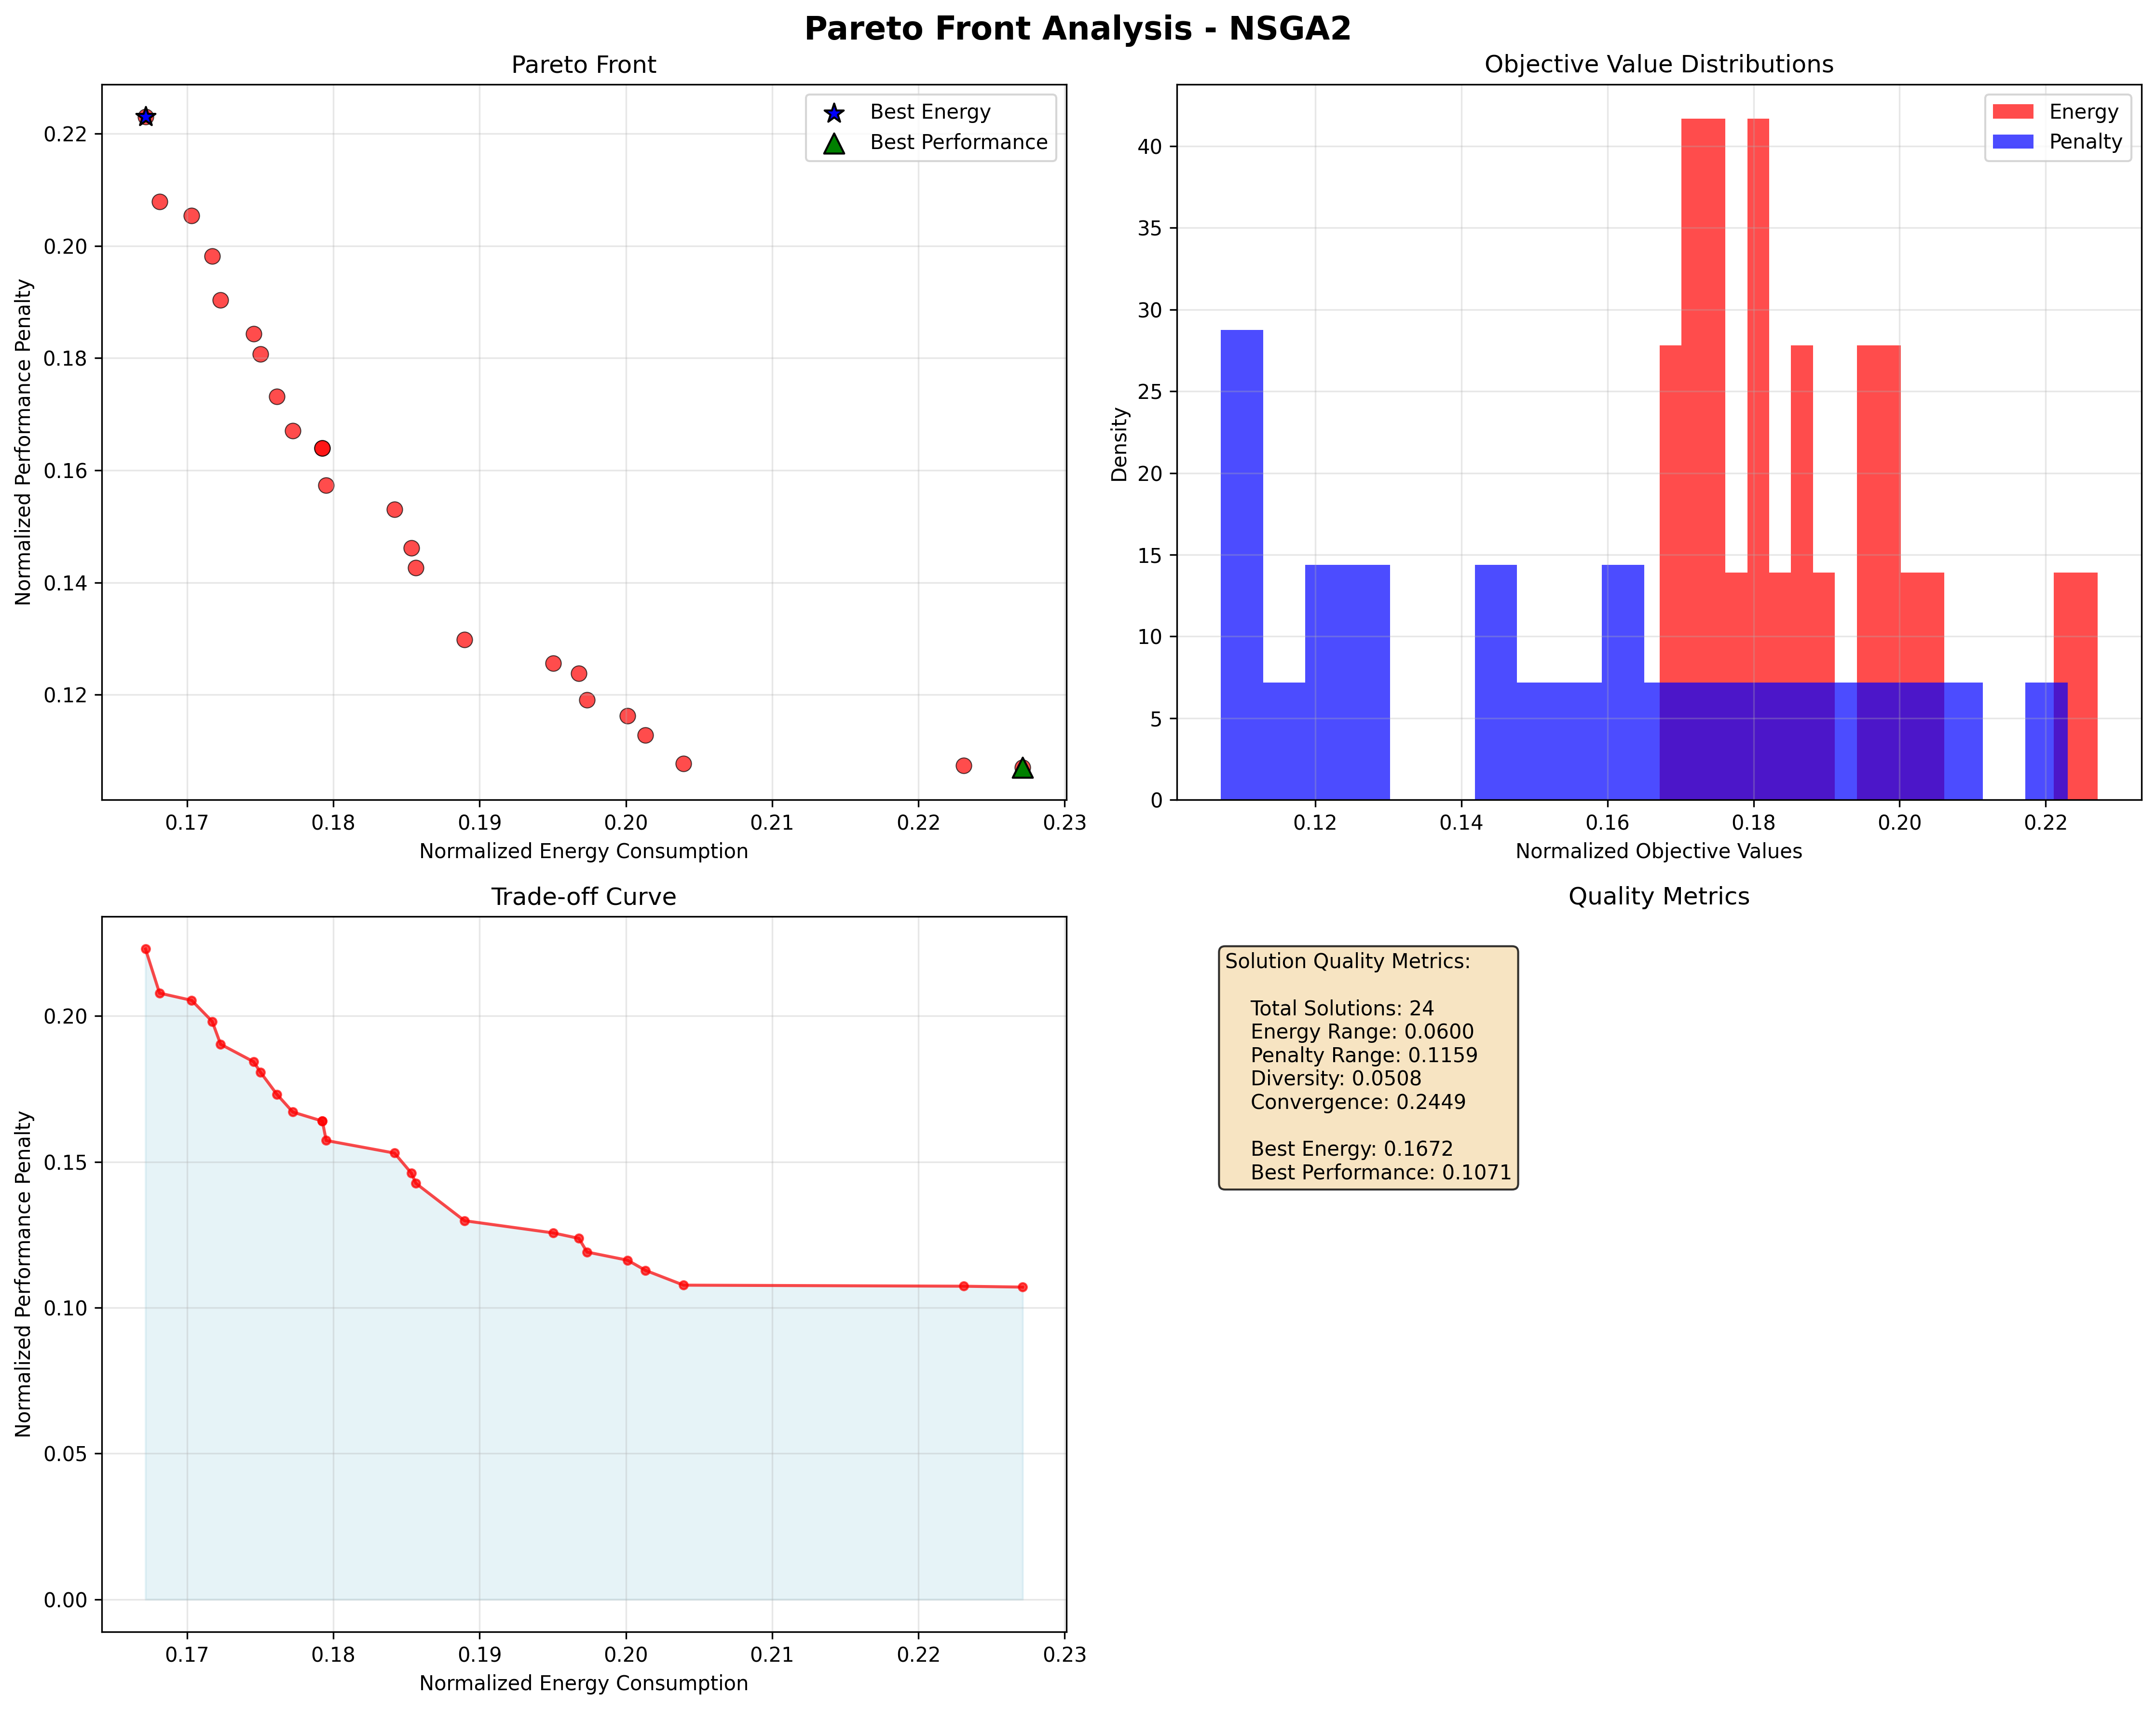 Pareto Front Analysis - NSGA2
Pareto Front
Best Energy
Best Performance
0.22
0.20
0.18
0.16
0.14
0.12
Normalized Performance Penalty
0.17 0.18 0.19 0.20 0.21 0.22 0.23
Normalized Energy Consumption
Objective Value Distributions
Energy
Penalty
40
35
30
25
20
15
10
5
0
Density
0.12 0.14 0.16 0.18 0.20 0.22
Normalized Objective Values
Trade-off Curve
0.20
0.15
0.10
0.05
0.00
Normalized Performance Penalty
0.17 0.18 0.19 0.20 0.21 0.22 0.23
Normalized Energy Consumption
Quality Metrics
Solution Quality Metrics:
Total Solutions: 24
Energy Range: 0.0600
Penalty Range: 0.1159
Diversity: 0.0508
Convergence: 0.2449
Best Energy: 0.1672
Best Performance: 0.1071